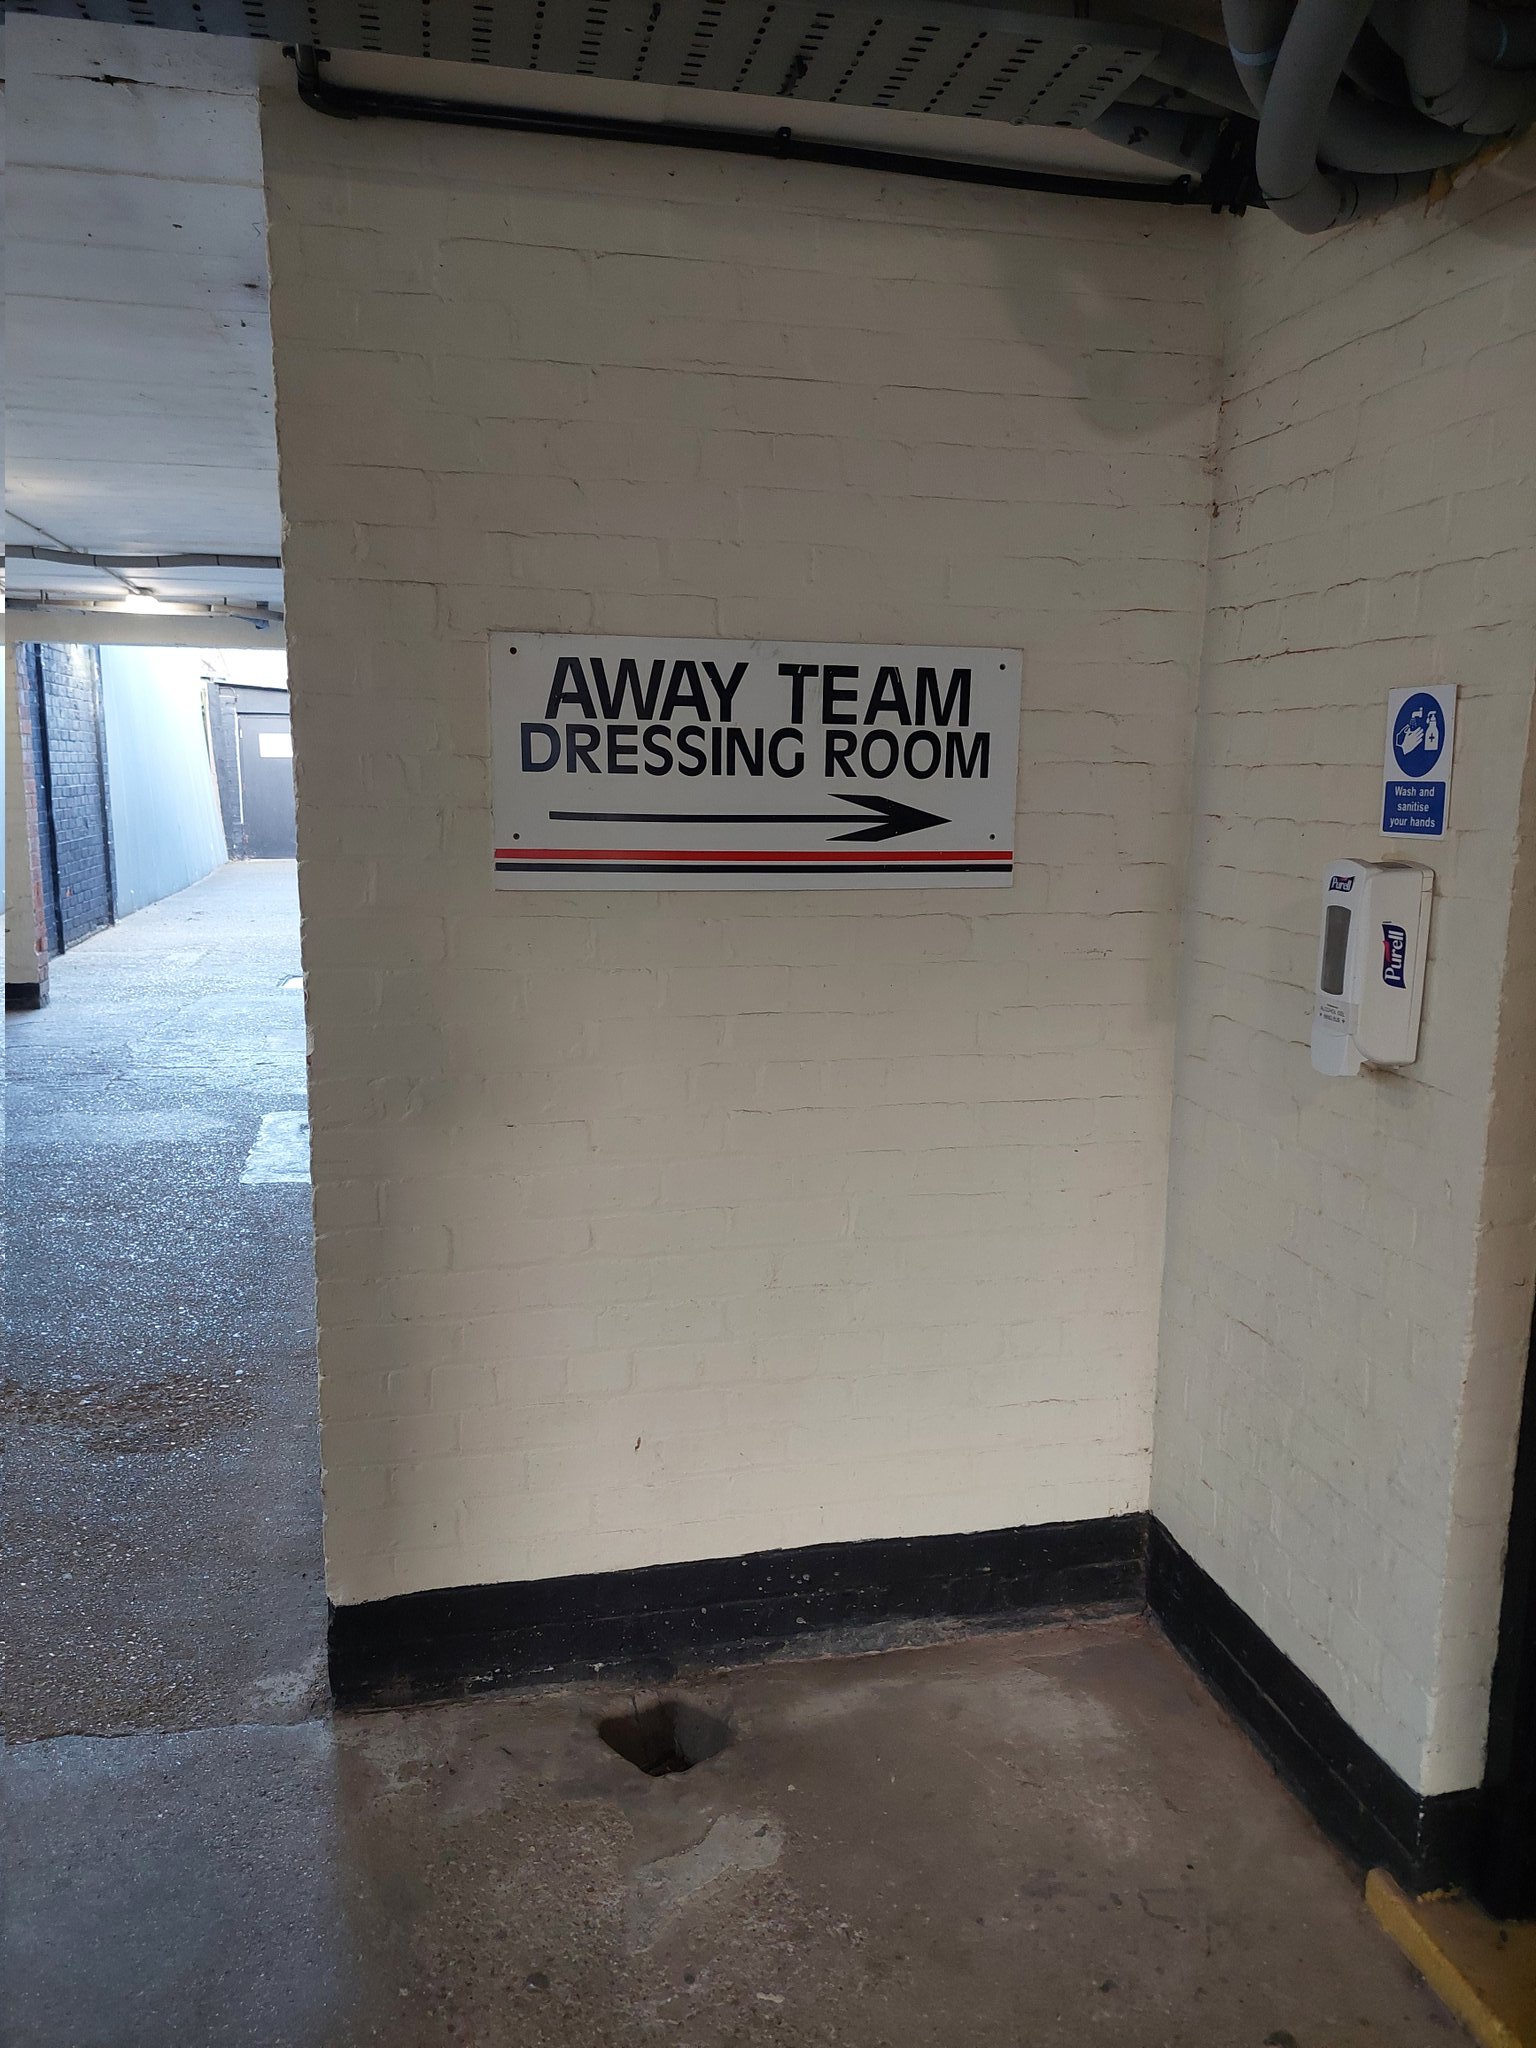 AWAY TEAM
DRESSING ROOM
Wash and
sanitise
your hands
Purell
Purell